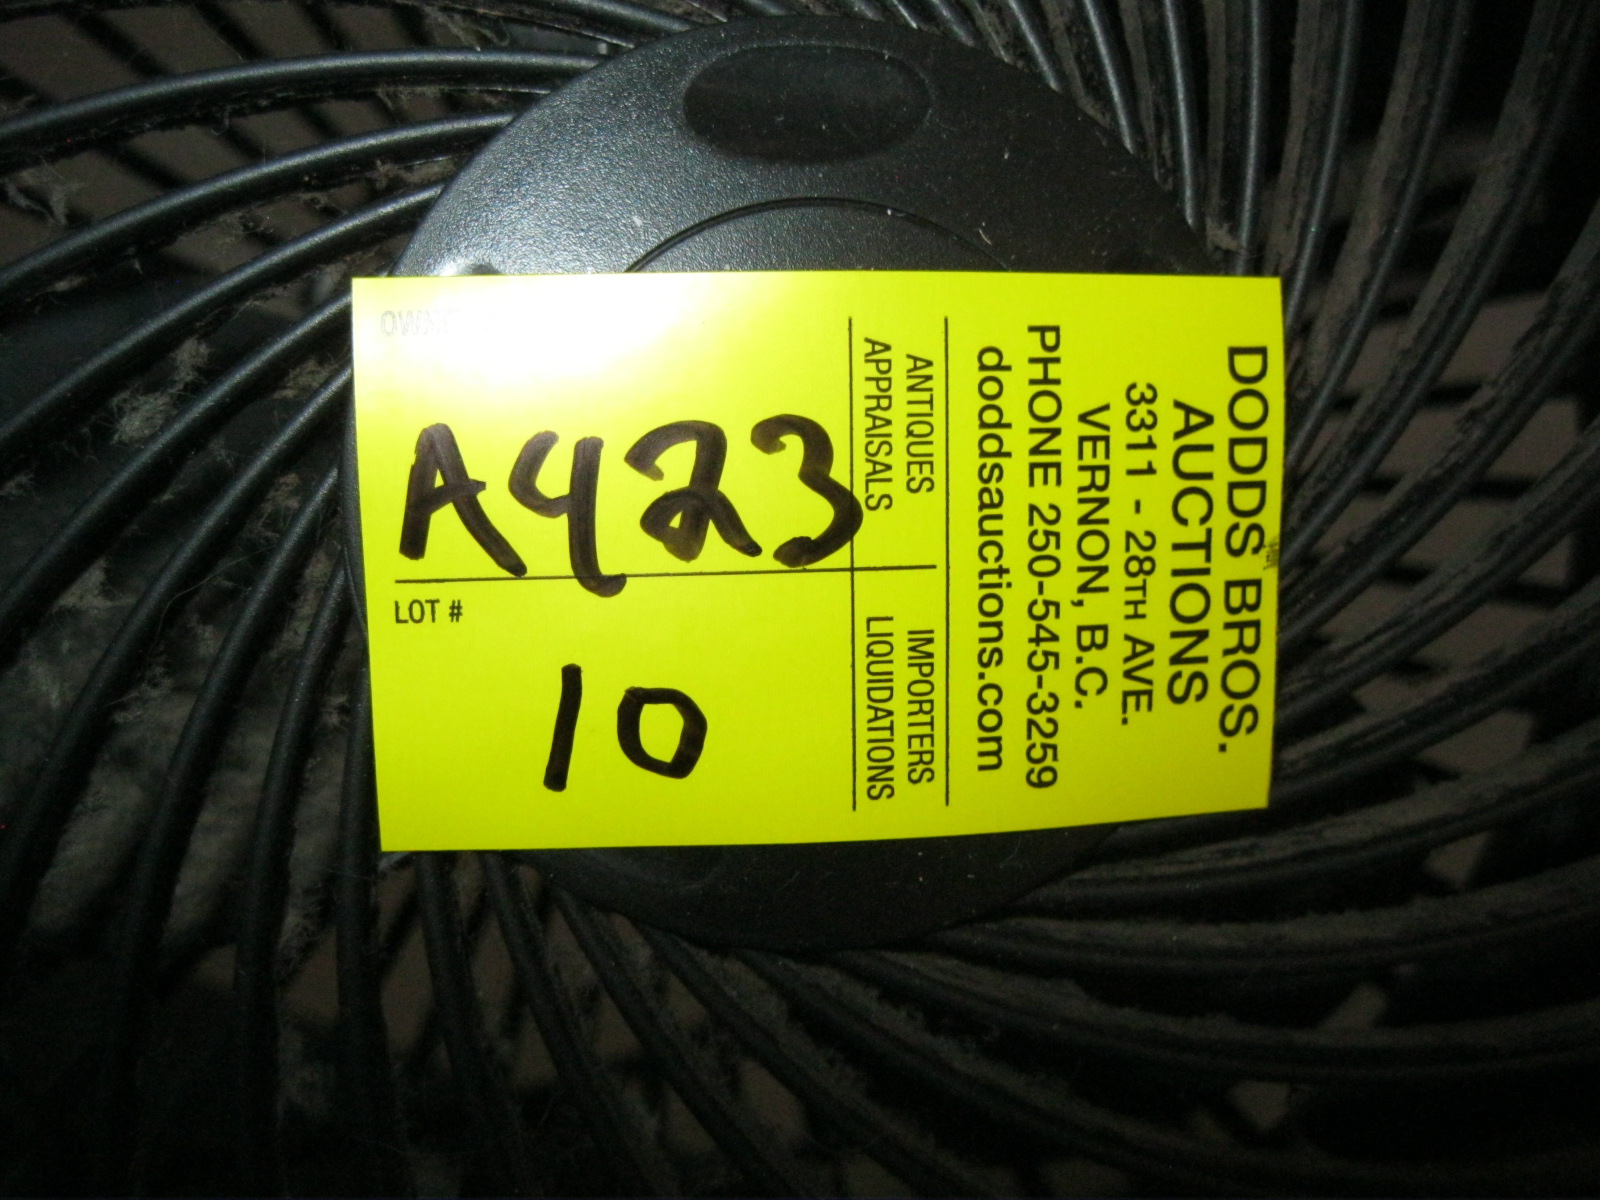 DODDS BROS.
AUCTIONS
3311 - 28TH AVE.
VERNON, B.C.
PHONE 250-545-3259
doddsauctions.com
ANTIQUES IMPORTERS
APPRAISALS LIQUIDATIONS
A423
LOT #
10